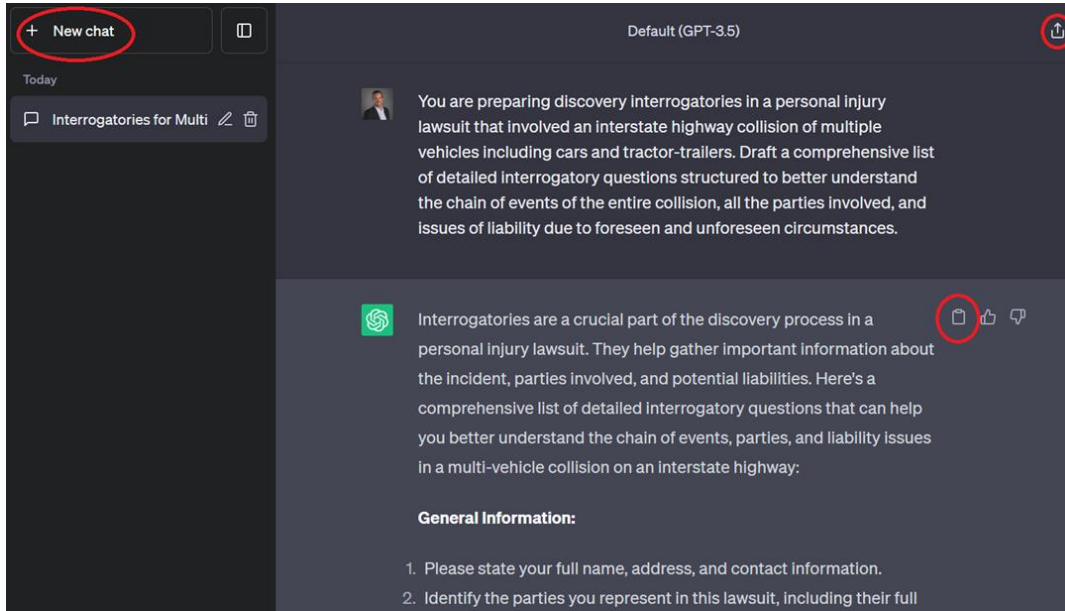 + New chat
Default (GPT-3.5)
Today
Interrogatories for Multi
You are preparing discovery interrogatories in a personal injury
lawsuit that involved an interstate highway collision of multiple
vehicles including cars and tractor-trailers. Draft a comprehensive list
of detailed interrogatory questions structured to better understand
the chain of events of the entire collision, all the parties involved, and
issues of liability due to foreseen and unforeseen circumstances.
Interrogatories are a crucial part of the discovery process in a
personal injury lawsuit. They help gather important information about
the incident, parties involved, and potential liabilities. Here's a
comprehensive list of detailed interrogatory questions that can help
you better understand the chain of events, parties, and liability issues
in a multi-vehicle collision on an interstate highway:
General Information:
1. Please state your full name, address, and contact information.
2. Identify the parties you represent in this lawsuit, including their full